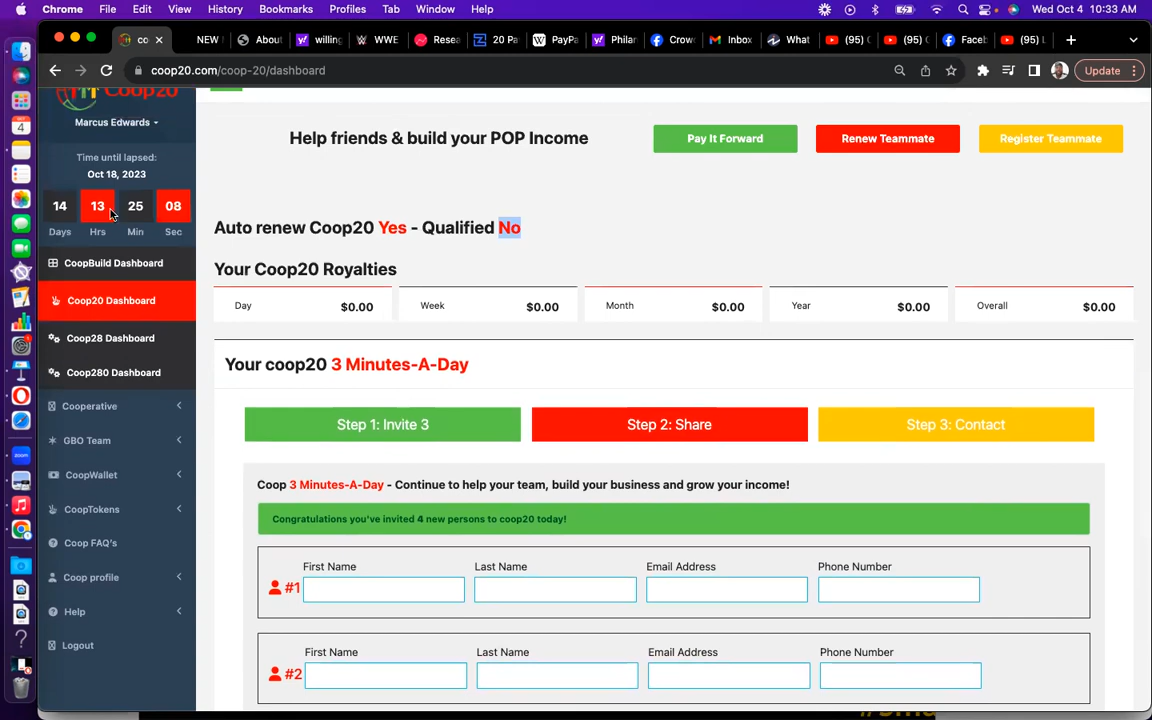 Chrome File Edit View History Bookmarks Profiles Tab Window Help Wed Oct 4 10:33 AM
co NEW About willing WWE Resea 20 Pa PayPa Philar Crow Inbox What (95) (95) Faceb (95) L
coop20.com/coop-20/dashboard Update
Coop20
Marcus Edwards
Time until lapsed:
Oct 18, 2023
14 13 25 08
Days Hrs Min Sec
CoopBuild Dashboard
Coop20 Dashboard
Coop28 Dashboard
Coop280 Dashboard
Cooperative
GBO Team
CoopWallet
CoopTokens
Coop FAQ's
Coop profile
Help
Logout
Help friends & build your POP Income Pay It Forward Renew Teammate Register Teammate
Auto renew Coop20 Yes - Qualified No
Your Coop20 Royalties
Day $0.00 Week $0.00 Month $0.00 Year $0.00 Overall $0.00
Your coop20 3 Minutes-A-Day
Step 1: Invite 3 Step 2: Share Step 3: Contact
Coop 3 Minutes-A-Day - Continue to help your team, build your business and grow your income!
Congratulations you've invited 4 new persons to coop20 today!
First Name Last Name Email Address Phone Number
#1
First Name Last Name Email Address Phone Number
#2